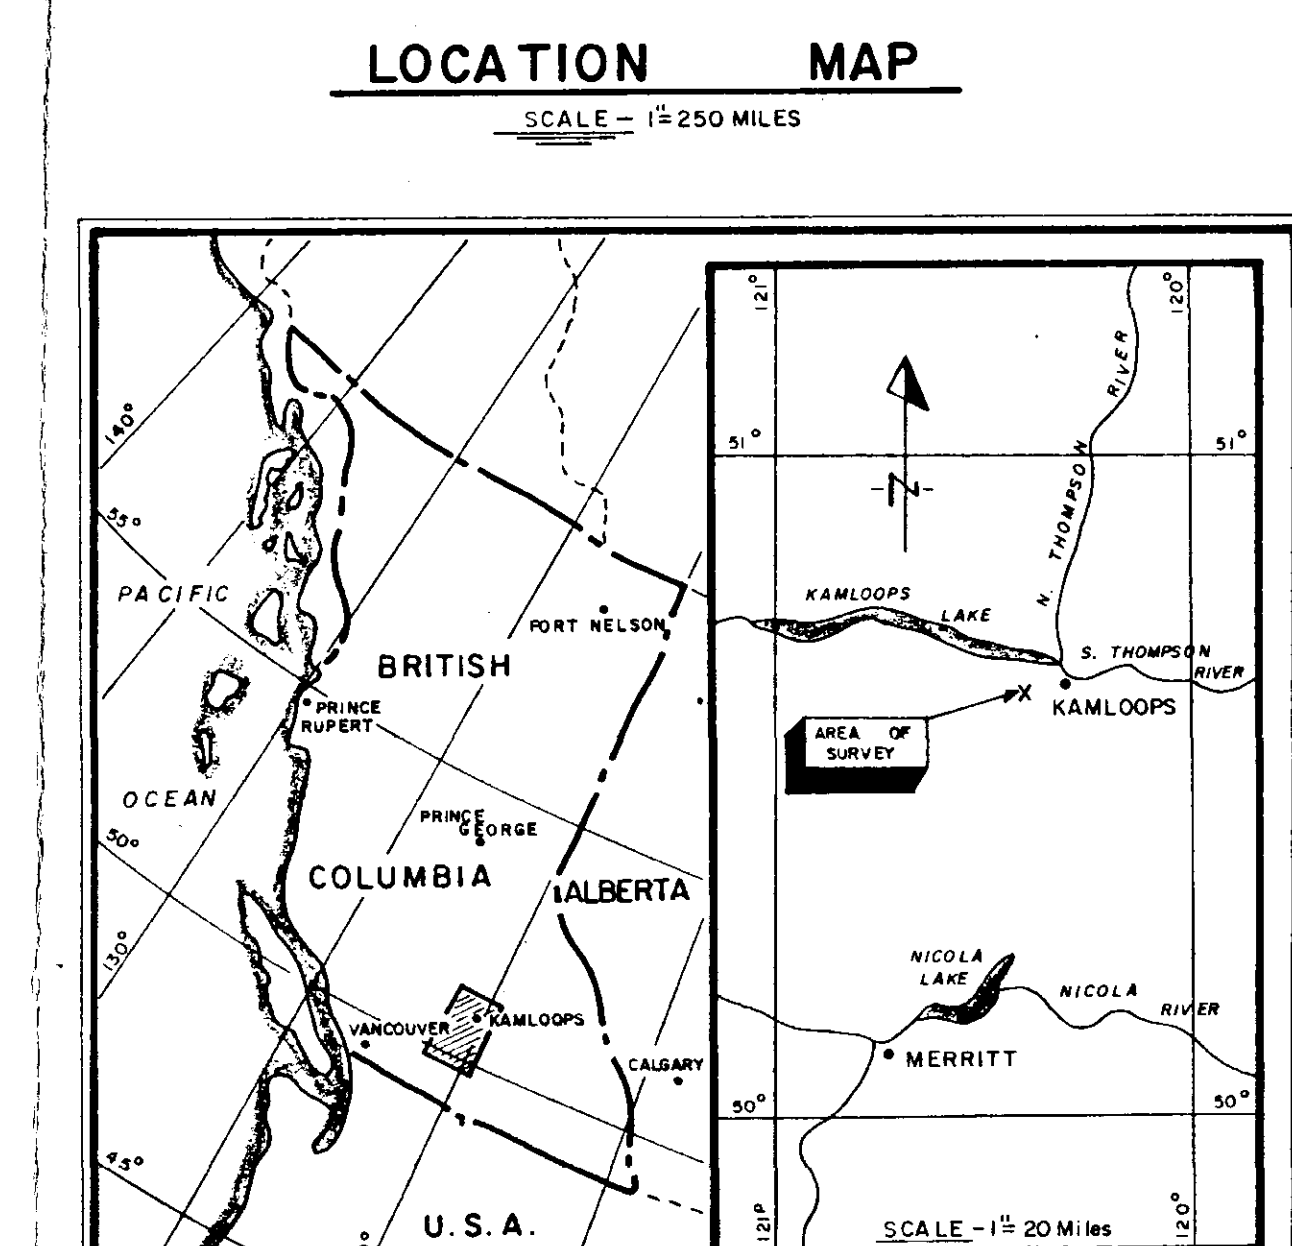 LOCATION MAP
SCALE - 1"= 250 MILES
140°
55°
PACIFIC
OCEAN
50°
130°
45°
FORT NELSON
BRITISH
PRINCE
RUPERT
PRINCE
GEORGE
COLUMBIA
ALBERTA
VANCOUVER
KAMLOOPS
CALGARY
U.S.A.
121°
120°
51°
51°
N. THOMPSON RIVER
-N-
KAMLOOPS
LAKE
S. THOMPSON
RIVER
X
KAMLOOPS
AREA OF
SURVEY
NICOLA
LAKE
NICOLA
RIVER
MERRITT
50°
50°
121°
120°
SCALE - 1"= 20 Miles